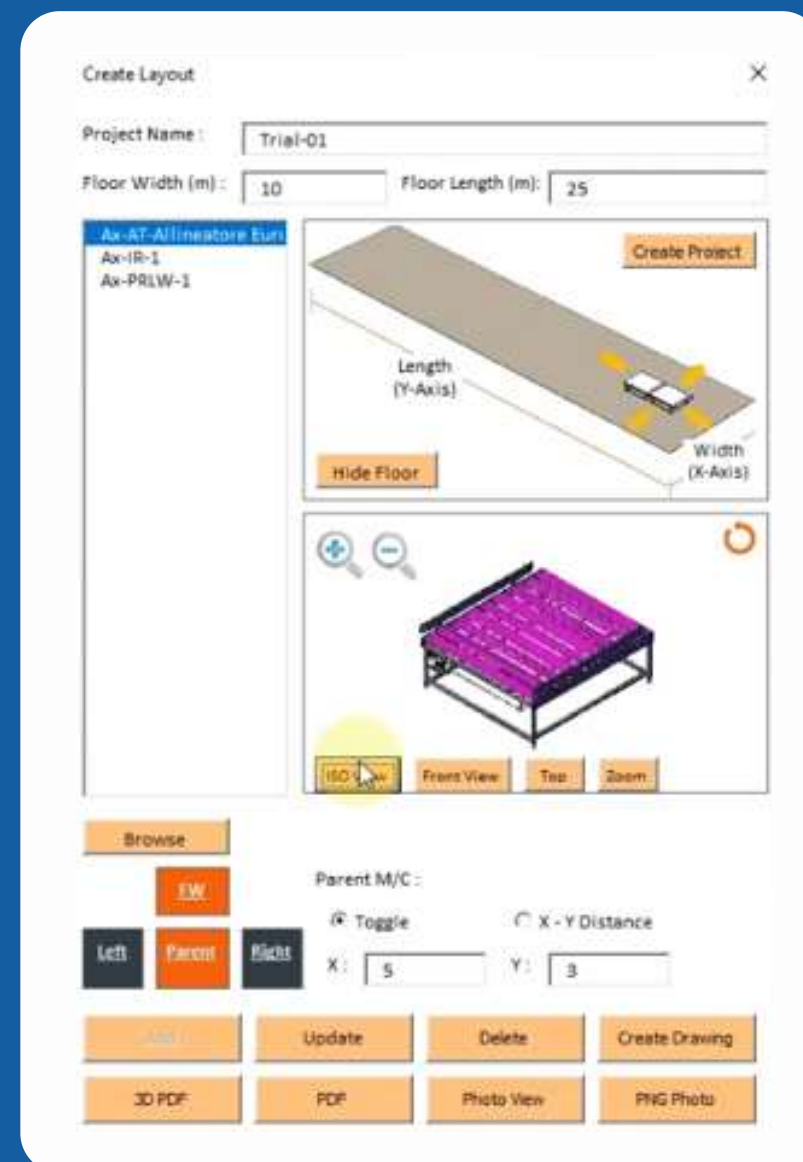 Create Layout
Project Name :
Trial-01
Floor Width (m) :
10
Floor Length (m):
25
Ax-AT-Allineatore Euri
Ax-IR-1
Ax-PRLW-1
Create Project
Length
(Y-Axis)
Width
(X-Axis)
Hide Floor
ISO
Front View
Top
Zoom
Browse
FW
Left
Parent
Right
Parent M/C :
Toggle
X - Y Distance
X :
5
Y :
3
Update
Delete
Create Drawing
3D PDF
PDF
Photo View
PNG Photo